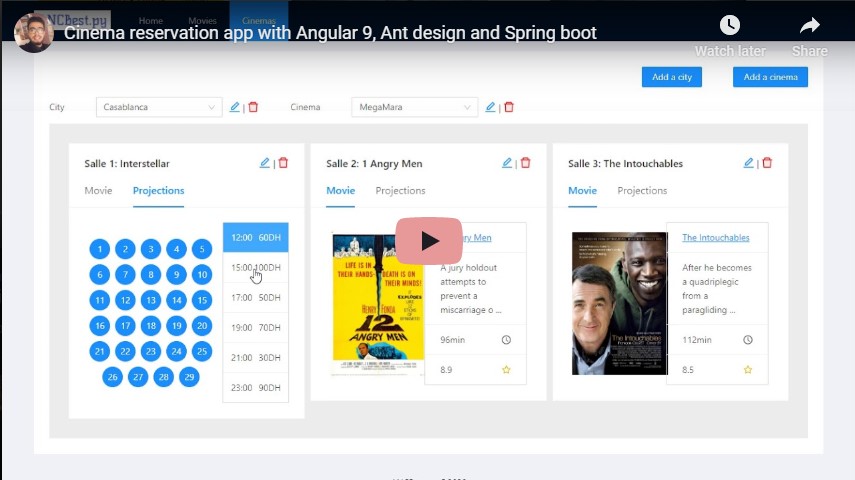 NCBest.py
Home Movies Cinemas
Cinema reservation app with Angular 9, Ant design and Spring boot
Watch later Share
Add a city Add a cinema
City Casablanca | Cinema MegaMara |
Salle 1: Interstellar |
Movie Projections
1 2 3 4 5
6 7 8 9 10
11 12 13 14 15
16 17 18 19 20
21 22 23 24 25
26 27 28 29
12:00 60DH
15:00 100DH
17:00 50DH
19:00 70DH
21:00 30DH
23:00 90DH
Salle 2: 1 Angry Men |
Movie Projections
LIFE IS IN
THEIR HANDS
DEATH IS ON
THEIR MINDS!
HENRY FONDA
12
ANGRY MEN
ry Men
A jury holdout
attempts to
prevent a
miscarriage o ...
96min
8.9
Salle 3: The Intouchables |
Movie Projections
The Intouchables
The Intouchables
After he becomes
a quadriplegic
from a
paragliding ...
112min
8.5